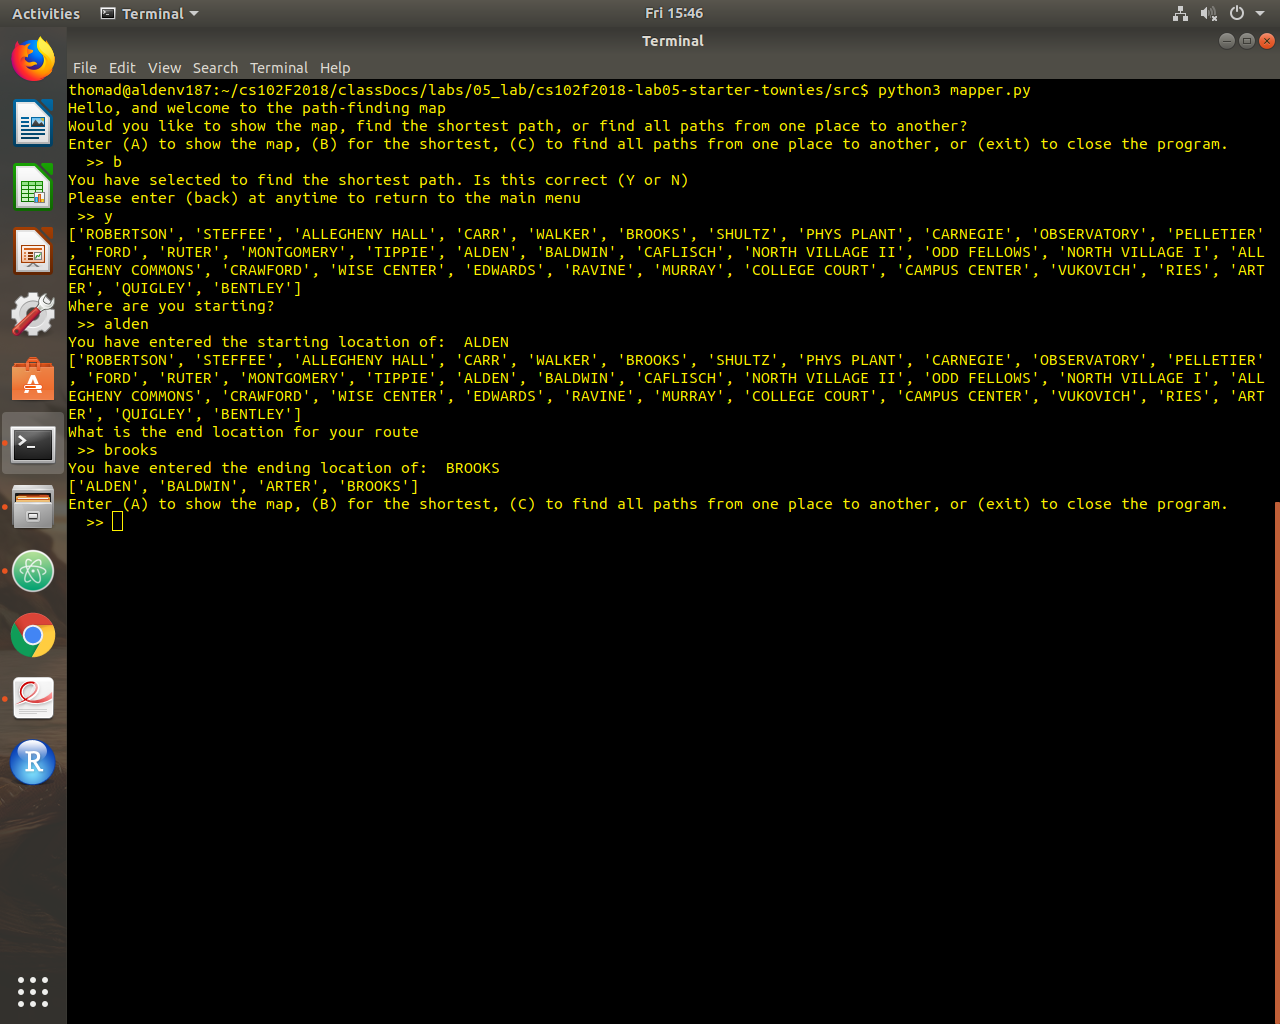 Activities Terminal Fri 15:46
Terminal
File Edit View Search Terminal Help
thomad@aldenv187:~/cs102F2018/classDocs/labs/05_lab/cs102f2018-lab05-starter-townies/src$ python3 mapper.py
Hello, and welcome to the path-finding map
Would you like to show the map, find the shortest path, or find all paths from one place to another?
Enter (A) to show the map, (B) for the shortest, (C) to find all paths from one place to another, or (exit) to close the program.
  >> b
You have selected to find the shortest path. Is this correct (Y or N)
Please enter (back) at anytime to return to the main menu
 >> y
['ROBERTSON', 'STEFFEE', 'ALLEGHENY HALL', 'CARR', 'WALKER', 'BROOKS', 'SHULTZ', 'PHYS PLANT', 'CARNEGIE', 'OBSERVATORY', 'PELLETIER'
, 'FORD', 'RUTER', 'MONTGOMERY', 'TIPPIE', 'ALDEN', 'BALDWIN', 'CAFLISCH', 'NORTH VILLAGE II', 'ODD FELLOWS', 'NORTH VILLAGE I', 'ALL
EGHENY COMMONS', 'CRAWFORD', 'WISE CENTER', 'EDWARDS', 'RAVINE', 'MURRAY', 'COLLEGE COURT', 'CAMPUS CENTER', 'VUKOVICH', 'RIES', 'ART
ER', 'QUIGLEY', 'BENTLEY']
Where are you starting?
 >> alden
You have entered the starting location of:  ALDEN
['ROBERTSON', 'STEFFEE', 'ALLEGHENY HALL', 'CARR', 'WALKER', 'BROOKS', 'SHULTZ', 'PHYS PLANT', 'CARNEGIE', 'OBSERVATORY', 'PELLETIER'
, 'FORD', 'RUTER', 'MONTGOMERY', 'TIPPIE', 'ALDEN', 'BALDWIN', 'CAFLISCH', 'NORTH VILLAGE II', 'ODD FELLOWS', 'NORTH VILLAGE I', 'ALL
EGHENY COMMONS', 'CRAWFORD', 'WISE CENTER', 'EDWARDS', 'RAVINE', 'MURRAY', 'COLLEGE COURT', 'CAMPUS CENTER', 'VUKOVICH', 'RIES', 'ART
ER', 'QUIGLEY', 'BENTLEY']
What is the end location for your route
 >> brooks
You have entered the ending location of:  BROOKS
['ALDEN', 'BALDWIN', 'ARTER', 'BROOKS']
Enter (A) to show the map, (B) for the shortest, (C) to find all paths from one place to another, or (exit) to close the program.
  >>
R